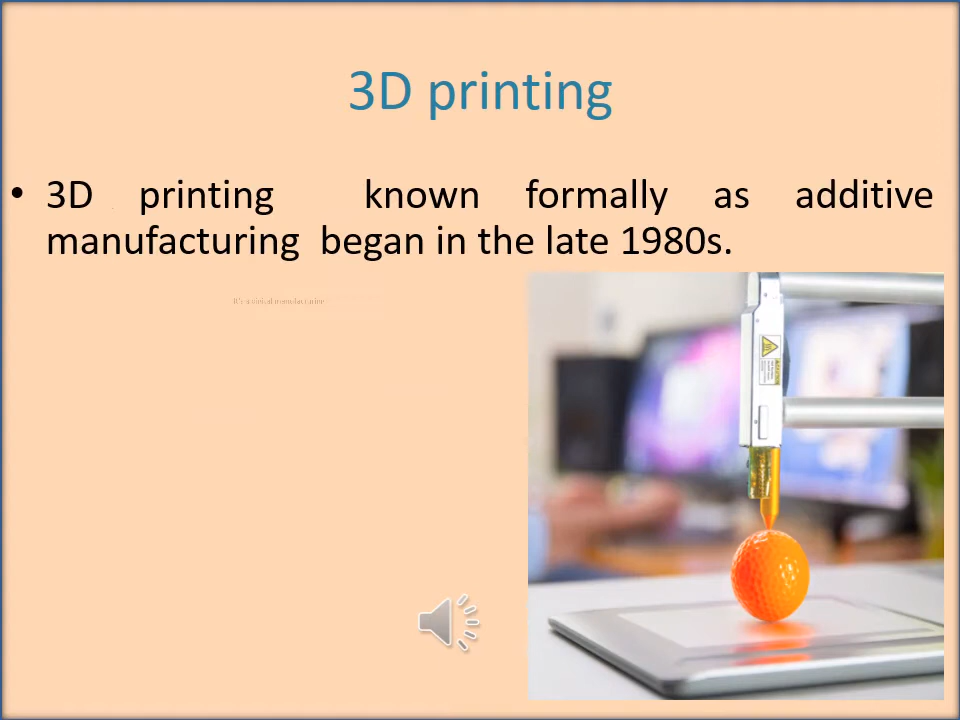 3D printing
• 3D printing known formally as additive
manufacturing began in the late 1980s.